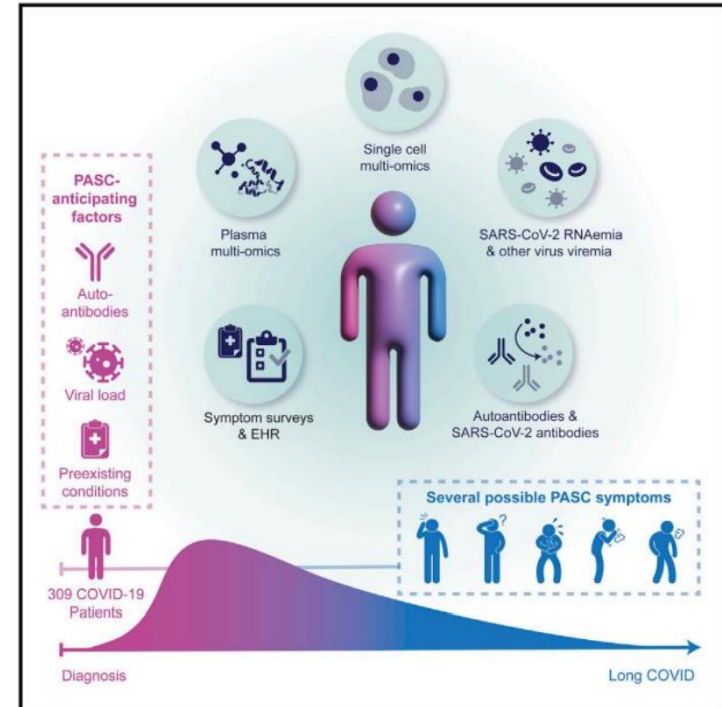 Single cell
multi-omics
PASC-
anticipating
factors
Auto-
antibodies
Viral load
Preexisting
conditions
Plasma
multi-omics
SARS-CoV-2 RNAemia
& other virus viremia
Symptom surveys
& EHR
Autoantibodies &
SARS-CoV-2 antibodies
Several possible PASC symptoms
?
309 COVID-19
Patients
Diagnosis
Long COVID